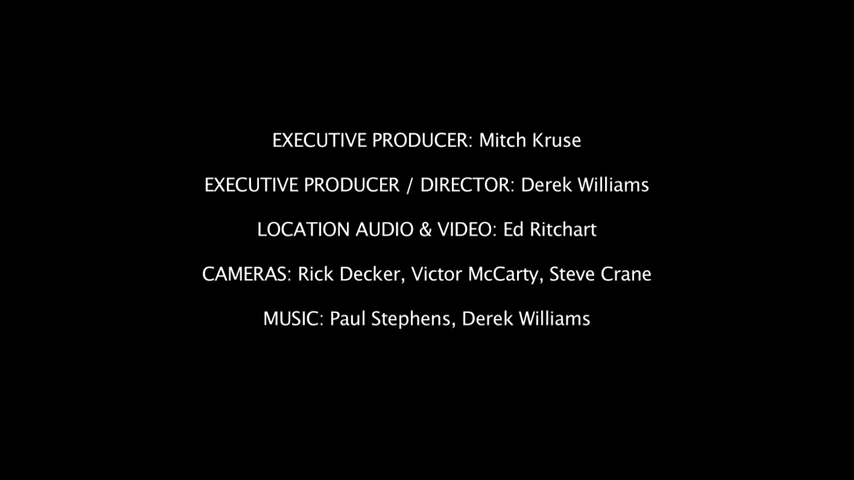 EXECUTIVE PRODUCER: Mitch Kruse
EXECUTIVE PRODUCER / DIRECTOR: Derek Williams
LOCATION AUDIO & VIDEO: Ed Ritchart
CAMERAS: Rick Decker, Victor McCarty, Steve Crane
MUSIC: Paul Stephens, Derek Williams